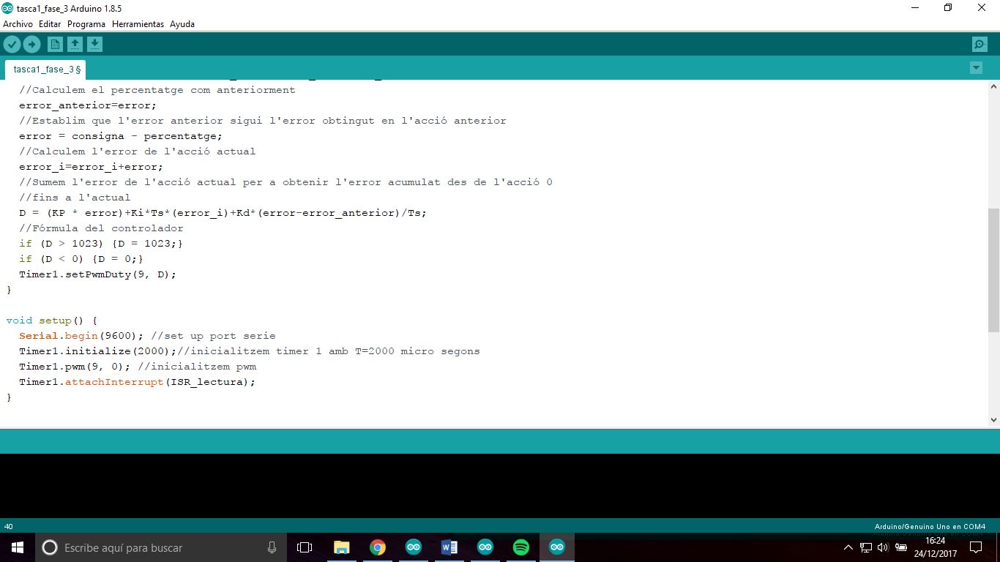 tasca1_fase_3 Arduino 1.8.5
Archivo Editar Programa Herramientas Ayuda
tasca1_fase_3 §
//Calculem el percentatge com anteriorment
error_anterior=error;
//Establim que l'error anterior sigui l'error obtingut en l'acció anterior
error = consigna - percentatge;
//Calculem l'error de l'acció actual
error_i=error_i+error;
//Sumem l'error de l'acció actual per a obtenir l'error acumulat des de l'acció 0
//fins a l'actual
D = (KP * error)+Ki*Ts*(error_i)+Kd*(error-error_anterior)/Ts;
//Fórmula del controlador
if (D > 1023) {D = 1023;}
if (D < 0) {D = 0;}
Timer1.setPwmDuty(9, D);
}
void setup() {
Serial.begin(9600); //set up port serie
Timer1.initialize(2000);//inicialitzem timer 1 amb T=2000 micro segons
Timer1.pwm(9, 0); //inicialitzem pwm
Timer1.attachInterrupt(ISR_lectura);
}
40
Arduino/Genuino Uno en COM4
Escribe aquí para buscar
16:24
24/12/2017